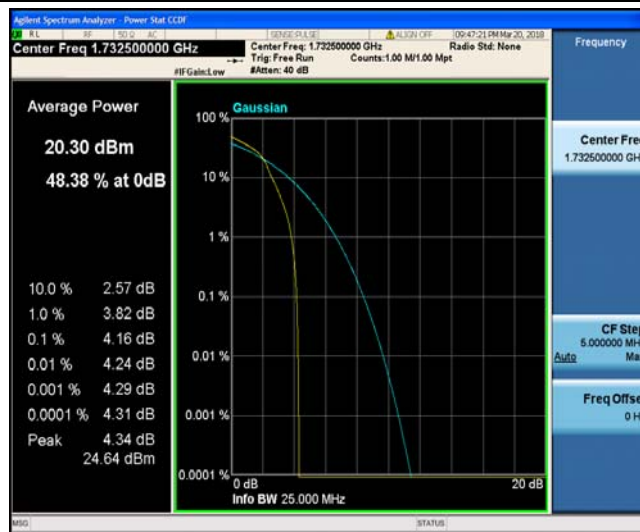 Agilent Spectrum Analyzer - Power Stat CCDF
RL RF 50 Ω AC SENSE:PULSE ALIGN OFF 09:47:21 PM Mar 20, 2018
Center Freq 1.732500000 GHz
Center Freq: 1.732500000 GHz Radio Std: None
Trig: Free Run Counts:1.00 M/1.00 Mpt
#IFGain:Low #Atten: 40 dB
Frequency
Average Power
20.30 dBm
48.38 % at 0dB
10.0 % 2.57 dB
1.0 % 3.82 dB
0.1 % 4.16 dB
0.01 % 4.24 dB
0.001 % 4.29 dB
0.0001 % 4.31 dB
Peak 4.34 dB
24.64 dBm
Gaussian
100 %
10 %
1 %
0.1 %
0.01 %
0.001 %
0.0001 %
0 dB 20 dB
Info BW 25.000 MHz
Center Fre
1.732500000 GH
CF Step
5.000000 MH
Auto Ma
Freq Offse
0 H
MSG STATUS